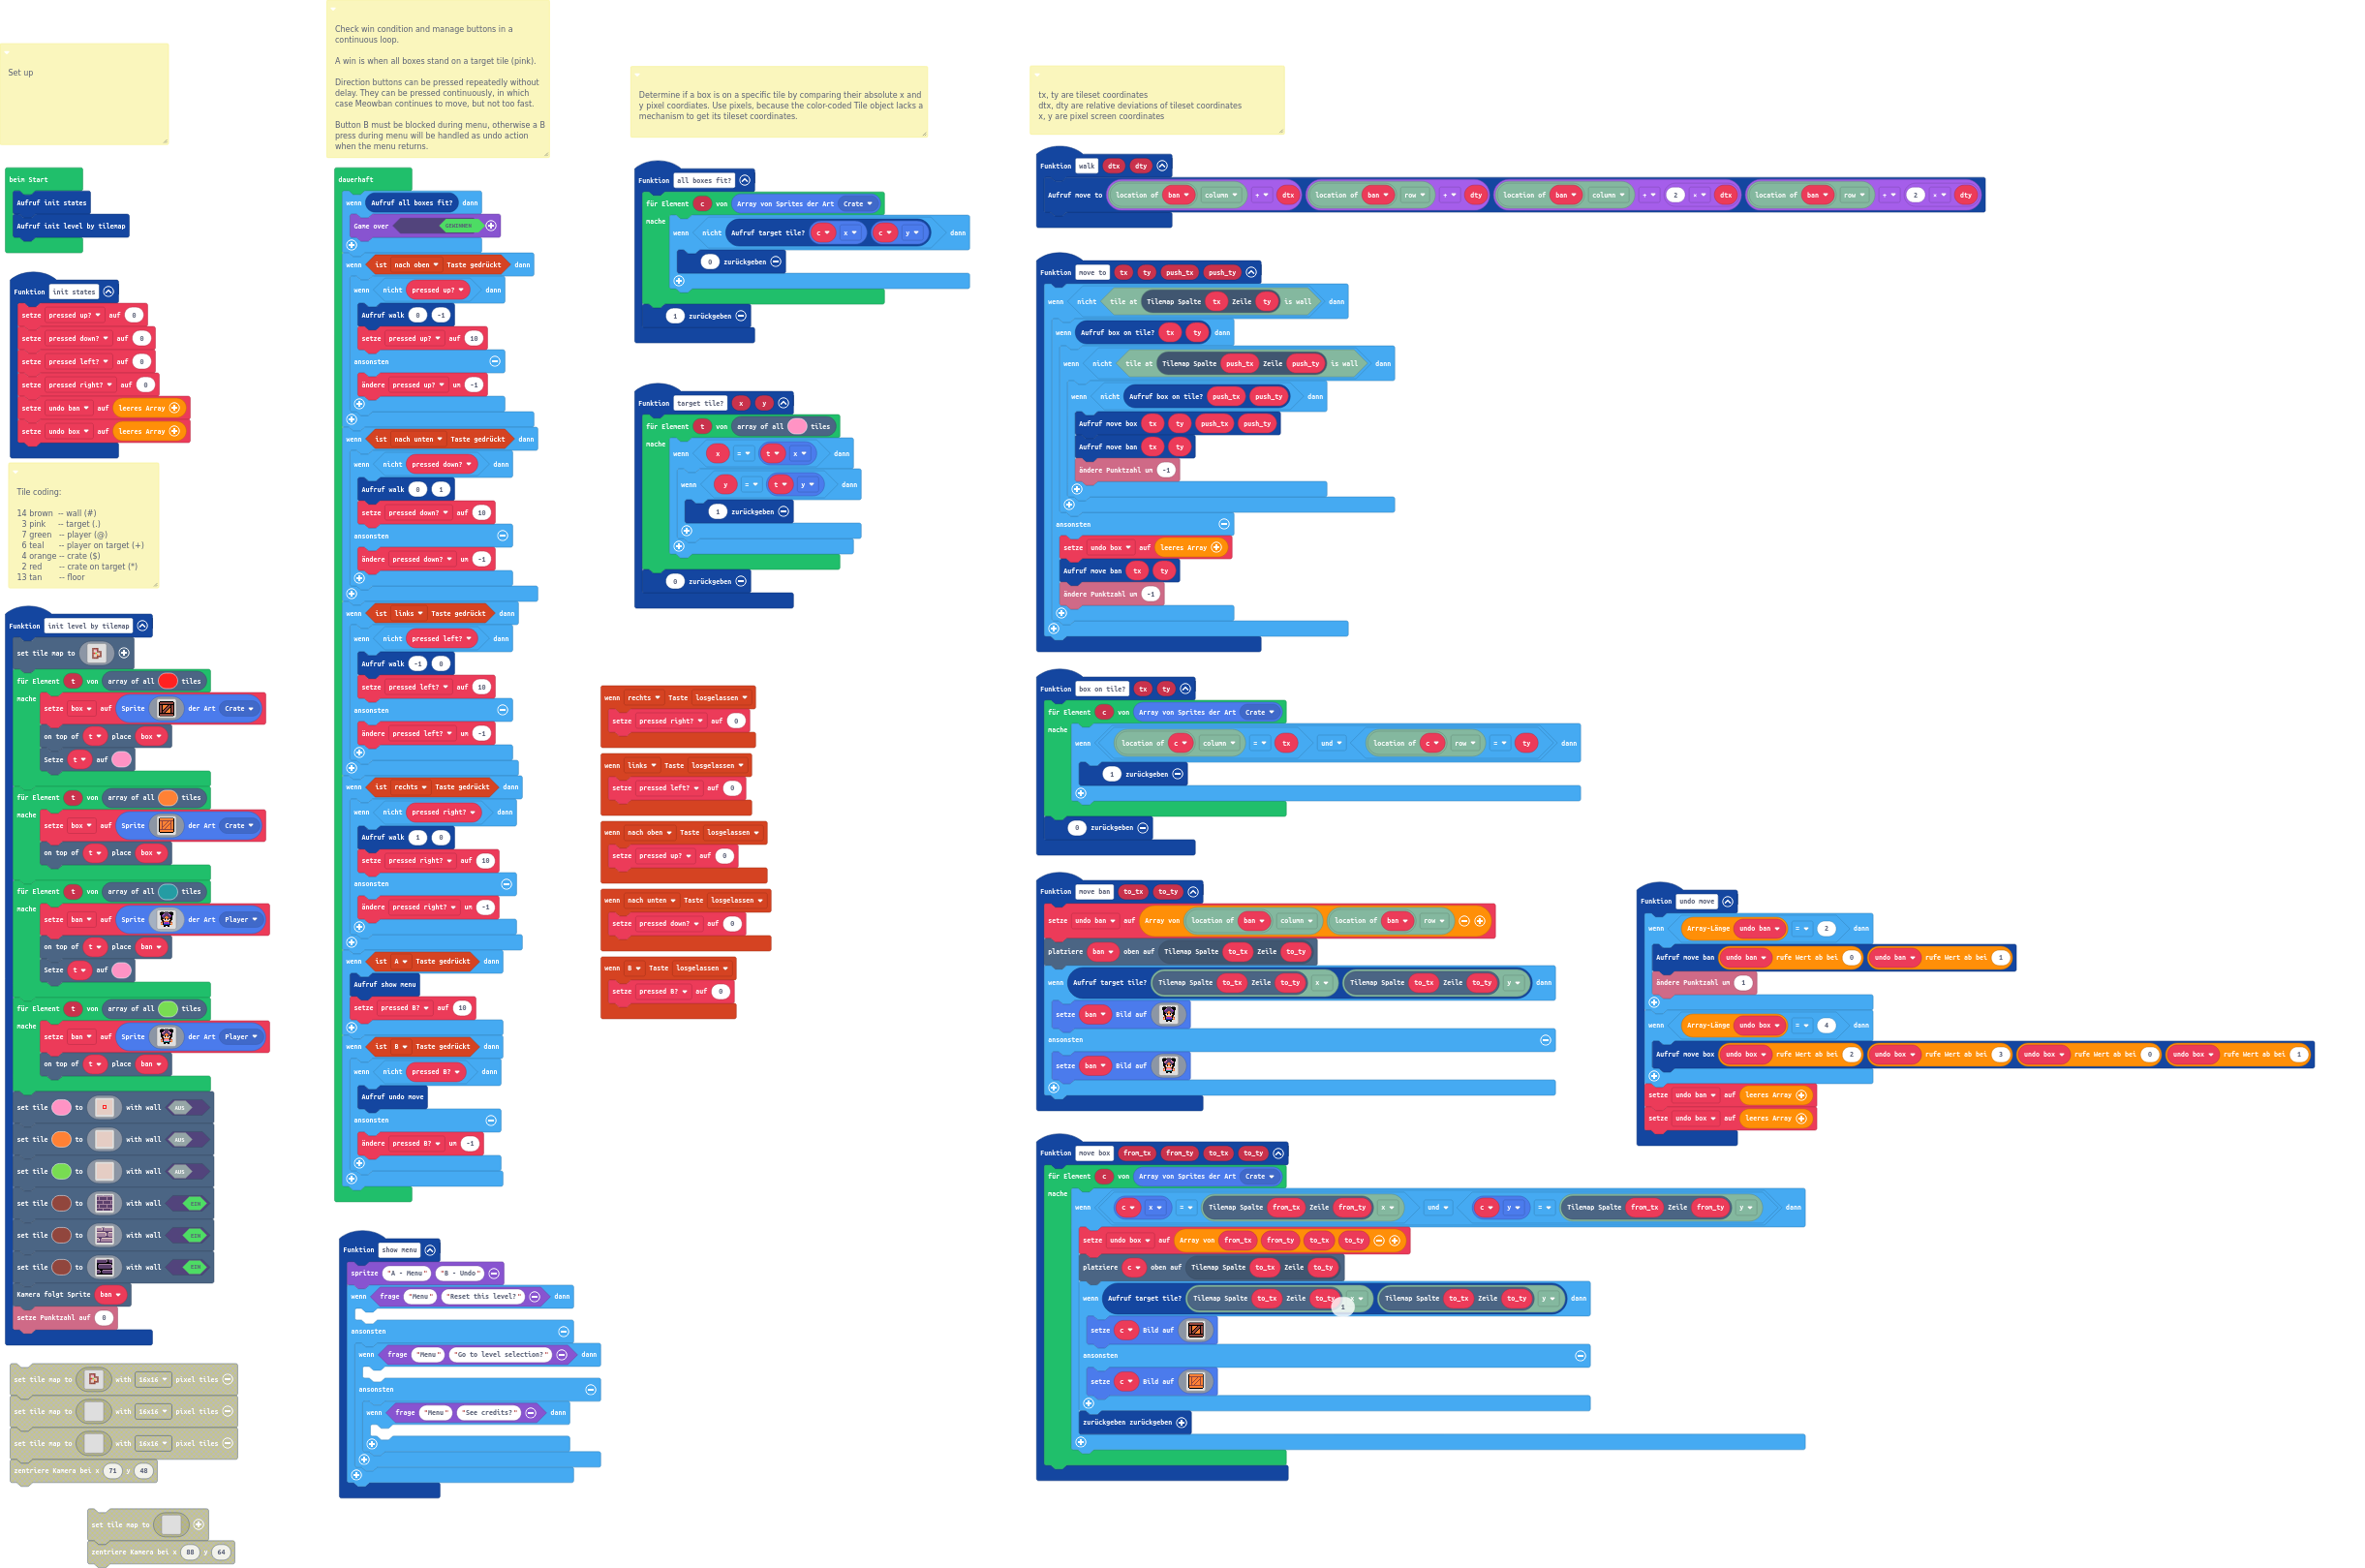 Set up
beim Start
Aufruf init states
Aufruf init level by tilemap
Funktion init states
setze pressed up? auf 0
setze pressed down? auf 0
setze pressed left? auf 0
setze pressed right? auf 0
setze undo ban auf leeres Array
setze undo box auf leeres Array
Tile coding:
14 brown -- wall (#)
3 pink -- target (.)
7 green -- player (@)
6 teal -- player on target (+)
4 orange -- crate ($)
2 red -- crate on target (*)
13 tan -- floor
Funktion init level by tilemap
set tile map to
für Element t von array of all tiles
mache
setze box auf Sprite der Art Crate
on top of t place box
Setze t auf
für Element t von array of all tiles
mache
setze box auf Sprite der Art Crate
on top of t place box
für Element t von array of all tiles
mache
setze ban auf Sprite der Art Player
on top of t place ban
Setze t auf
für Element t von array of all tiles
mache
setze ban auf Sprite der Art Player
on top of t place ban
set tile to with wall AUS
set tile to with wall AUS
set tile to with wall AUS
set tile to with wall EIN
set tile to with wall EIN
set tile to with wall EIN
Kamera folgt Sprite ban
setze Punktzahl auf 0
set tile map to with 16x16 pixel tiles
set tile map to with 16x16 pixel tiles
set tile map to with 16x16 pixel tiles
zentriere Kamera bei x 71 y 48
set tile map to
zentriere Kamera bei x 80 y 64
Check win condition and manage buttons in a
continuous loop.
A win is when all boxes stand on a target tile (pink).
Direction buttons can be pressed repeatedly without
delay. They can be pressed continuously, in which
case Meowban continues to move, but not too fast.
Button B must be blocked during menu, otherwise a B
press during menu will be handled as undo action
when the menu returns.
dauerhaft
wenn Aufruf all boxes fit? dann
Game over GEWINNEN
wenn ist nach oben Taste gedrückt dann
wenn nicht pressed up? dann
Aufruf walk 0 -1
setze pressed up? auf 10
ansonsten
ändere pressed up? um -1
wenn ist nach unten Taste gedrückt dann
wenn nicht pressed down? dann
Aufruf walk 0 1
setze pressed down? auf 10
ansonsten
ändere pressed down? um -1
wenn ist links Taste gedrückt dann
wenn nicht pressed left? dann
Aufruf walk -1 0
setze pressed left? auf 10
ansonsten
ändere pressed left? um -1
wenn ist rechts Taste gedrückt dann
wenn nicht pressed right? dann
Aufruf walk 1 0
setze pressed right? auf 10
ansonsten
ändere pressed right? um -1
wenn ist A Taste gedrückt dann
Aufruf show menu
setze pressed B? auf 10
wenn ist B Taste gedrückt dann
wenn nicht pressed B? dann
Aufruf undo move
ansonsten
ändere pressed B? um -1
Funktion show menu
spritze "A - Menu" "B - Undo"
wenn frage "Menu" "Reset this level?" dann
ansonsten
wenn frage "Menu" "Go to level selection?" dann
ansonsten
wenn frage "Menu" "See credits?" dann
Determine if a box is on a specific tile by comparing their absolute x and
y pixel coordiates. Use pixels, because the color-coded Tile object lacks a
mechanism to get its tileset coordinates.
Funktion all boxes fit?
für Element c von Array von Sprites der Art Crate
mache
wenn nicht Aufruf target tile? c x c y dann
0 zurückgeben
1 zurückgeben
Funktion target tile? x y
für Element t von array of all tiles
mache
wenn x = t x dann
wenn y = t y dann
1 zurückgeben
0 zurückgeben
wenn rechts Taste losgelassen
setze pressed right? auf 0
wenn links Taste losgelassen
setze pressed left? auf 0
wenn nach oben Taste losgelassen
setze pressed up? auf 0
wenn nach unten Taste losgelassen
setze pressed down? auf 0
wenn B Taste losgelassen
setze pressed B? auf 0
tx, ty are tileset coordinates
dtx, dty are relative deviations of tileset coordinates
x, y are pixel screen coordinates
Funktion walk dtx dty
Aufruf move to location of ban column + dtx location of ban row + dty location of ban column + 2 × dtx location of ban row + 2 × dty
Funktion move to tx ty push_tx push_ty
wenn nicht tile at Tilemap Spalte tx Zeile ty is wall dann
wenn Aufruf box on tile? tx ty dann
wenn nicht tile at Tilemap Spalte push_tx Zeile push_ty is wall dann
wenn nicht Aufruf box on tile? push_tx push_ty dann
Aufruf move box tx ty push_tx push_ty
Aufruf move ban tx ty
ändere Punktzahl um -1
ansonsten
setze undo box auf leeres Array
Aufruf move ban tx ty
ändere Punktzahl um -1
Funktion box on tile? tx ty
für Element c von Array von Sprites der Art Crate
mache
wenn location of c column = tx und location of c row = ty dann
1 zurückgeben
0 zurückgeben
Funktion move ban to_tx to_ty
setze undo ban auf Array von location of ban column location of ban row
platziere ban oben auf Tilemap Spalte to_tx Zeile to_ty
wenn Aufruf target tile? Tilemap Spalte to_tx Zeile to_ty x Tilemap Spalte to_tx Zeile to_ty y dann
setze ban Bild auf
ansonsten
setze ban Bild auf
Funktion move box from_tx from_ty to_tx to_ty
für Element c von Array von Sprites der Art Crate
mache
wenn c x = Tilemap Spalte from_tx Zeile from_ty x und c y = Tilemap Spalte from_tx Zeile from_ty y dann
setze undo box auf Array von from_tx from_ty to_tx to_ty
platziere c oben auf Tilemap Spalte to_tx Zeile to_ty
wenn Aufruf target tile? Tilemap Spalte to_tx Zeile to_ty Tilemap Spalte to_tx Zeile to_ty y dann
1
setze c Bild auf
ansonsten
setze c Bild auf
zurückgeben zurückgeben
Funktion undo move
wenn Array-Länge undo ban = 2 dann
Aufruf move ban undo ban rufe Wert ab bei 0 undo ban rufe Wert ab bei 1
ändere Punktzahl um 1
wenn Array-Länge undo box = 4 dann
Aufruf move box undo box rufe Wert ab bei 2 undo box rufe Wert ab bei 3 undo box rufe Wert ab bei 0 undo box rufe Wert ab bei 1
setze undo ban auf leeres Array
setze undo box auf leeres Array